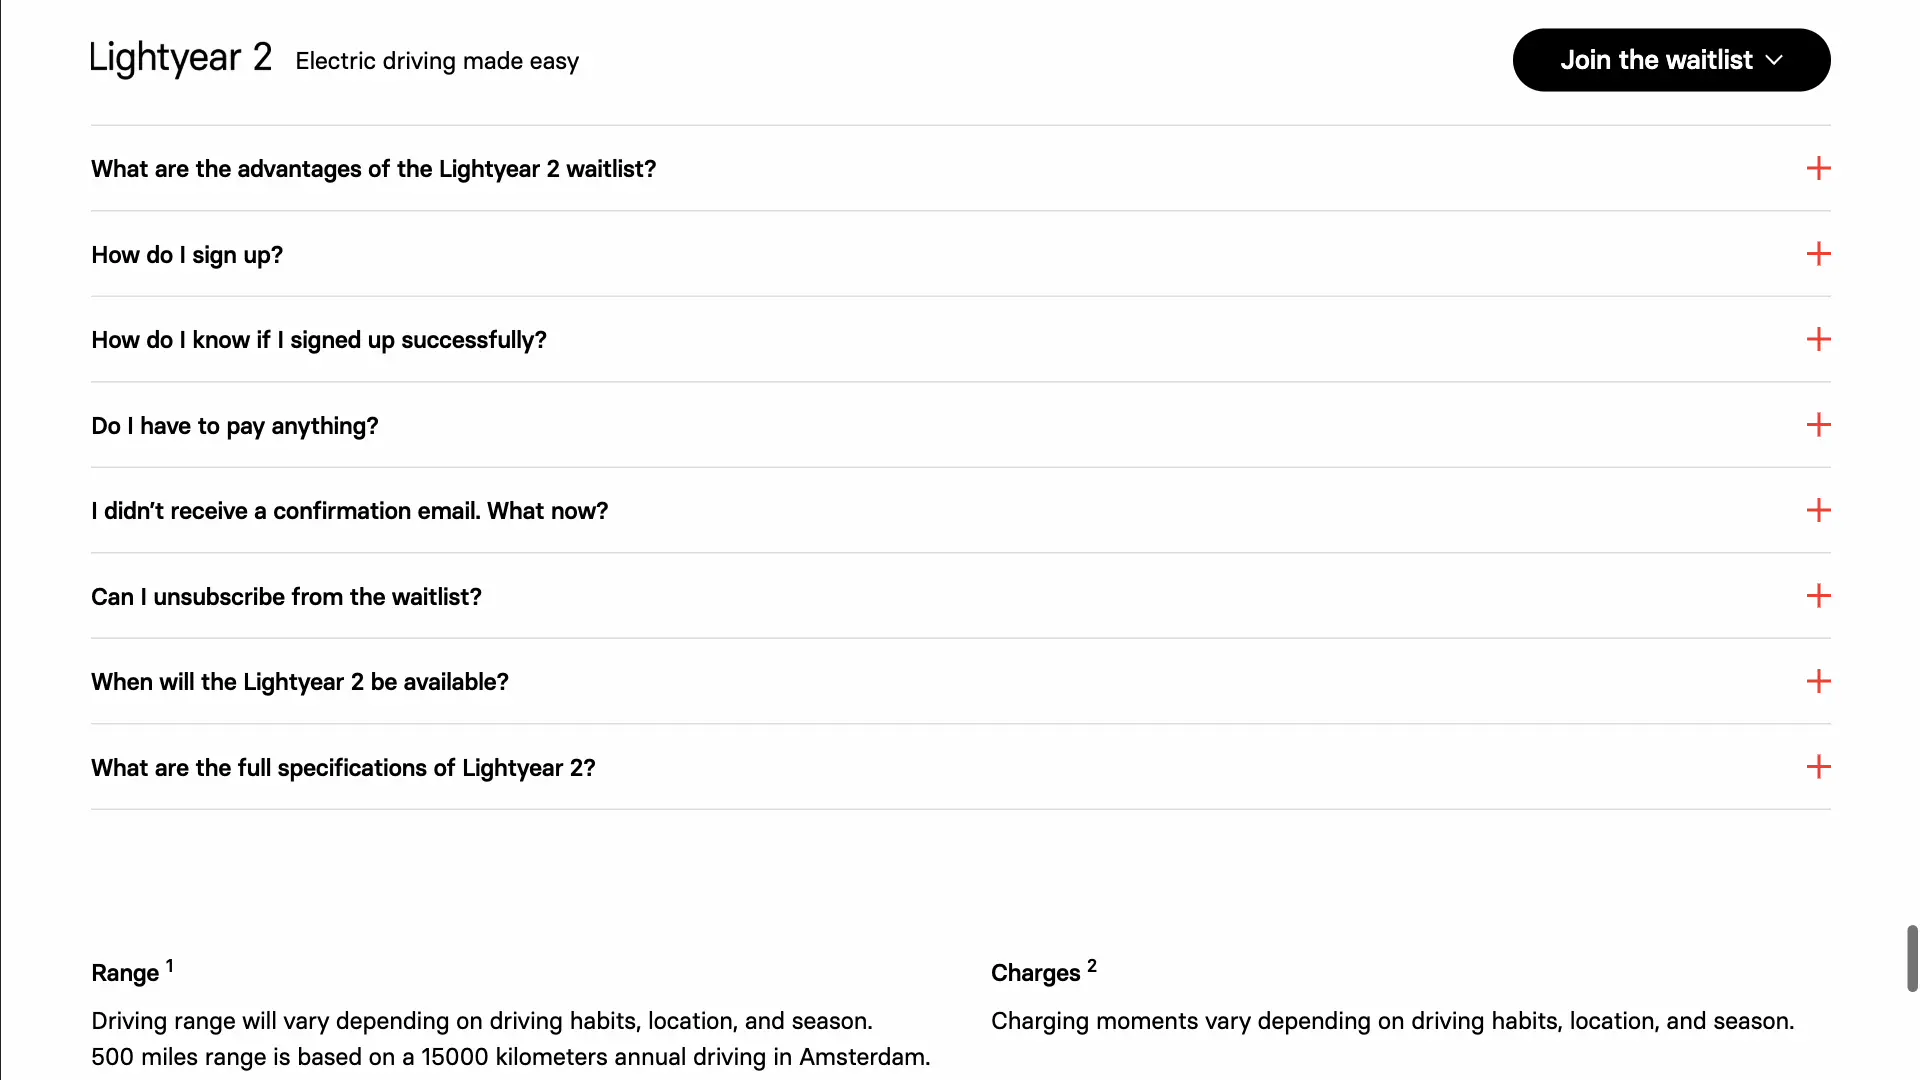 Lightyear 2 Electric driving made easy
Join the waitlist
What are the advantages of the Lightyear 2 waitlist?
How do I sign up?
How do I know if I signed up successfully?
Do I have to pay anything?
I didn’t receive a confirmation email. What now?
Can I unsubscribe from the waitlist?
When will the Lightyear 2 be available?
What are the full specifications of Lightyear 2?
Range 1
Driving range will vary depending on driving habits, location, and season.
500 miles range is based on a 15000 kilometers annual driving in Amsterdam.
Charges 2
Charging moments vary depending on driving habits, location, and season.